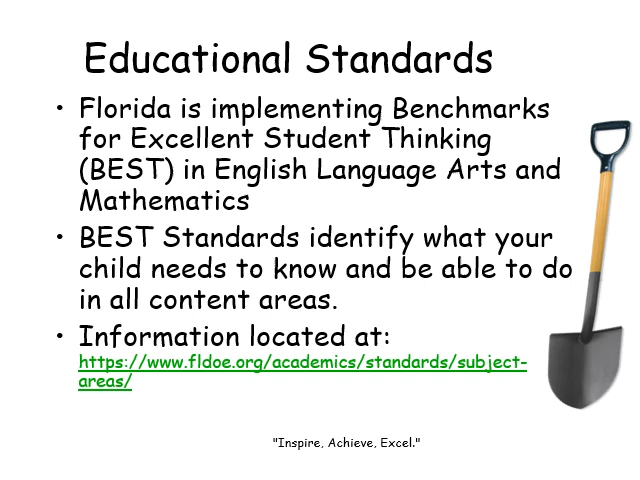 Educational Standards
• Florida is implementing Benchmarks
for Excellent Student Thinking
(BEST) in English Language Arts and
Mathematics
• BEST Standards identify what your
child needs to know and be able to do
in all content areas.
• Information located at:
https://www.fldoe.org/academics/standards/subject-
areas/
"Inspire, Achieve, Excel."